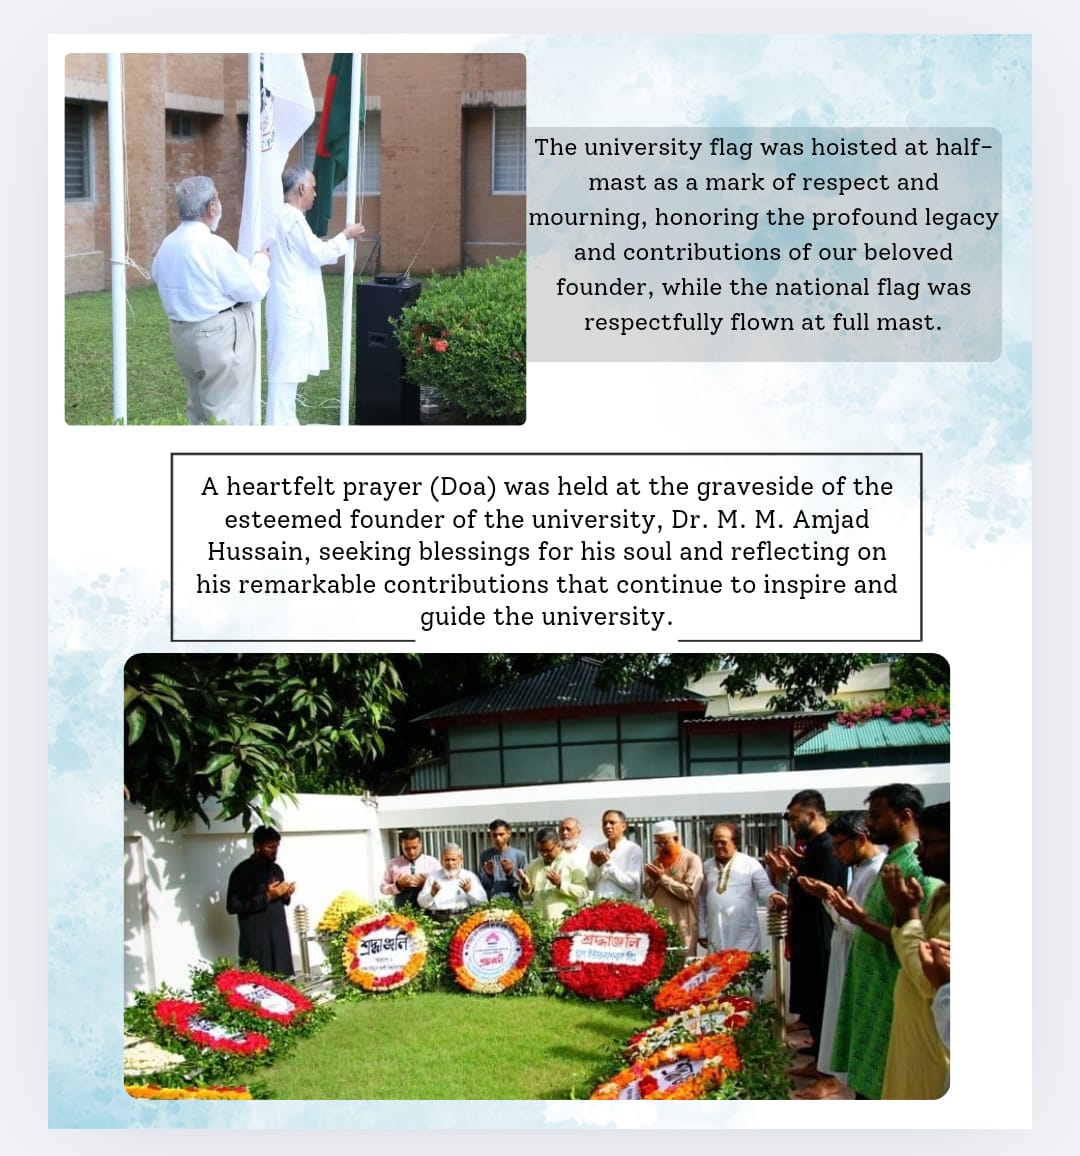 The university flag was hoisted at half-
mast as a mark of respect and
mourning, honoring the profound legacy
and contributions of our beloved
founder, while the national flag was
respectfully flown at full mast.
A heartfelt prayer (Doa) was held at the graveside of the
esteemed founder of the university, Dr. M. M. Amjad
Hussain, seeking blessings for his soul and reflecting on
his remarkable contributions that continue to inspire and
guide the university.
শ্রদ্ধাঞ্জলি
শ্রদ্ধাঞ্জলি
শ্রদ্ধাঞ্জলি